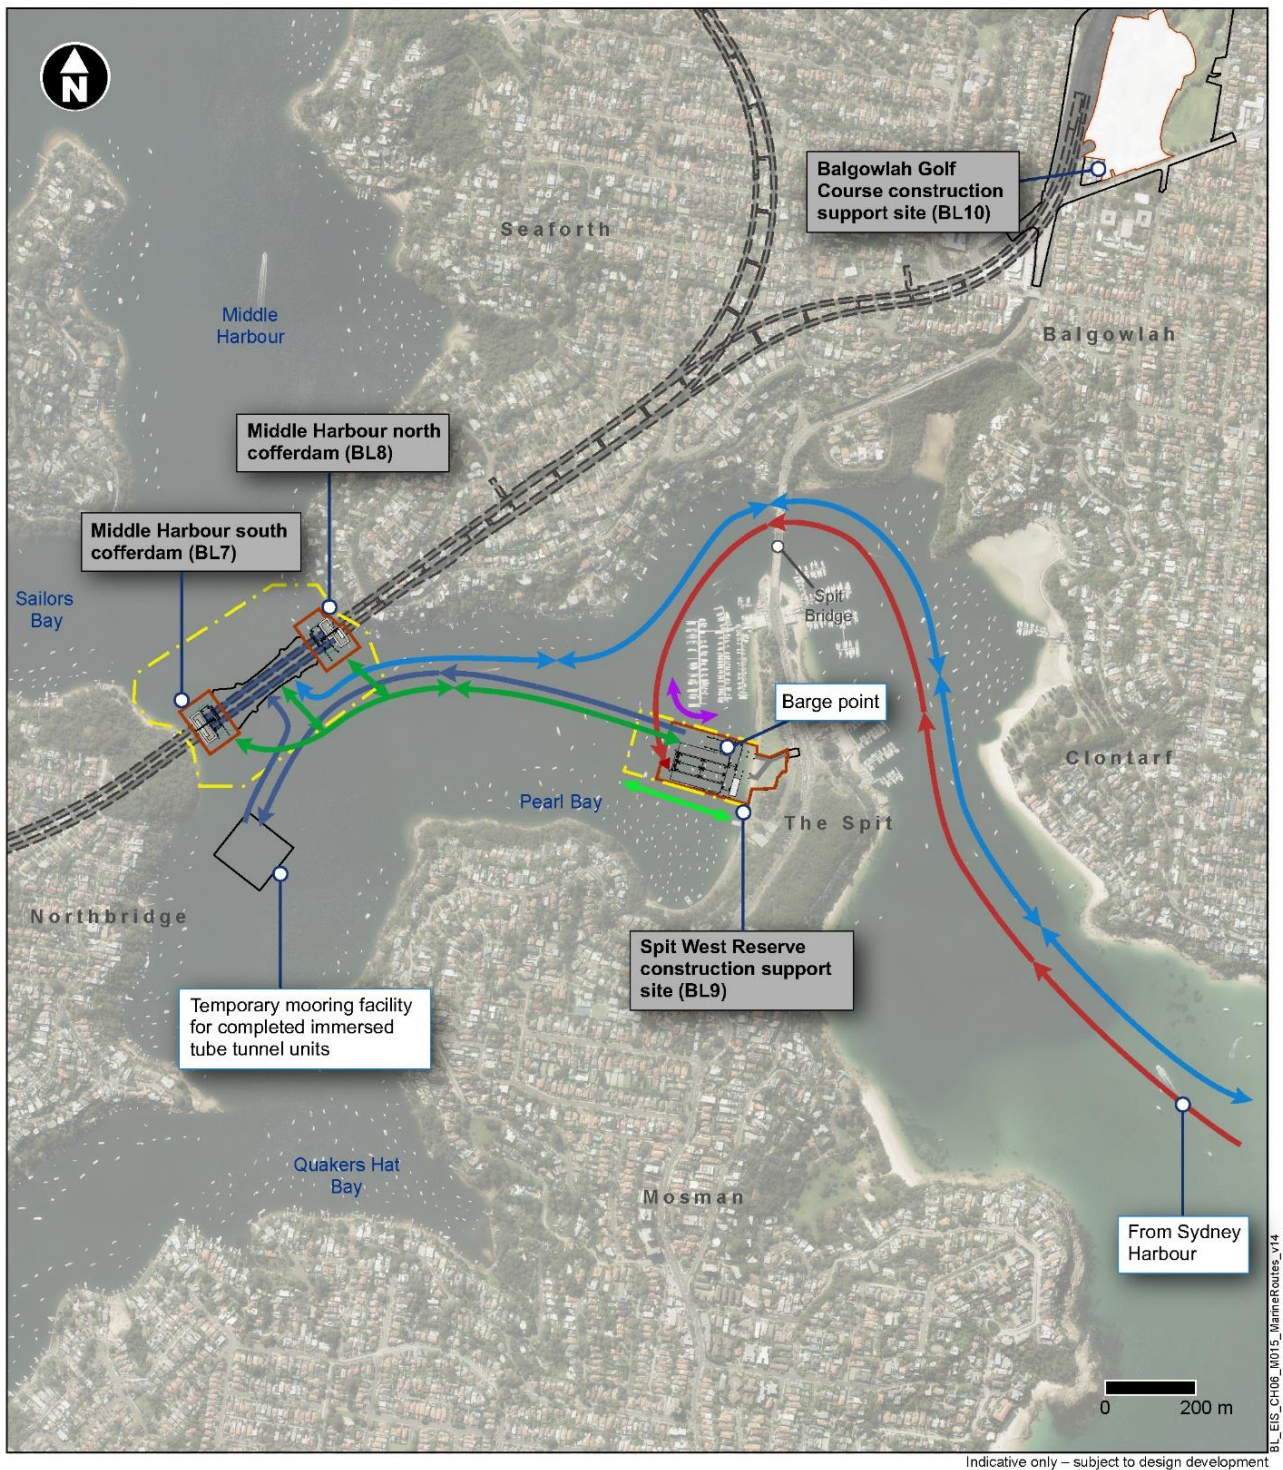 N
Balgowlah Golf
Course construction
support site (BL10)
Seaforth
Middle
Harbour
Balgowlah
Middle Harbour north
cofferdam (BL8)
Middle Harbour south
cofferdam (BL7)
Sailors
Bay
Spit
Bridge
Barge point
Clontarf
Pearl Bay
The Spit
Northbridge
Spit West Reserve
construction support
site (BL9)
Temporary mooring facility
for completed immersed
tube tunnel units
Quakers Hat
Bay
Mosman
From Sydney
Harbour
0 200 m
BL_EIS_CH06_M015_MarineRoutes_v14
Indicative only – subject to design development